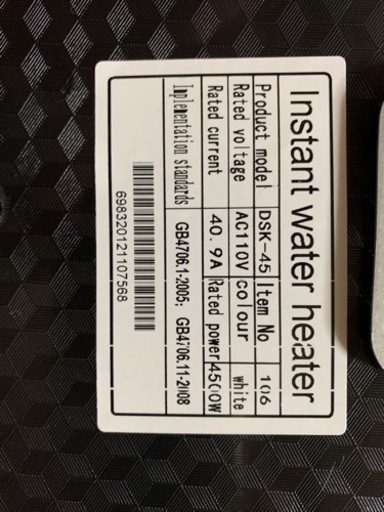 Instant water heater
Product model DSK-45 Item No 106
Rated voltage AC110V colour white
Rated current 40.9A Rated power 4500W
Implementation standards GB4706.1-2005; GB4706.11-2008
698320121107568